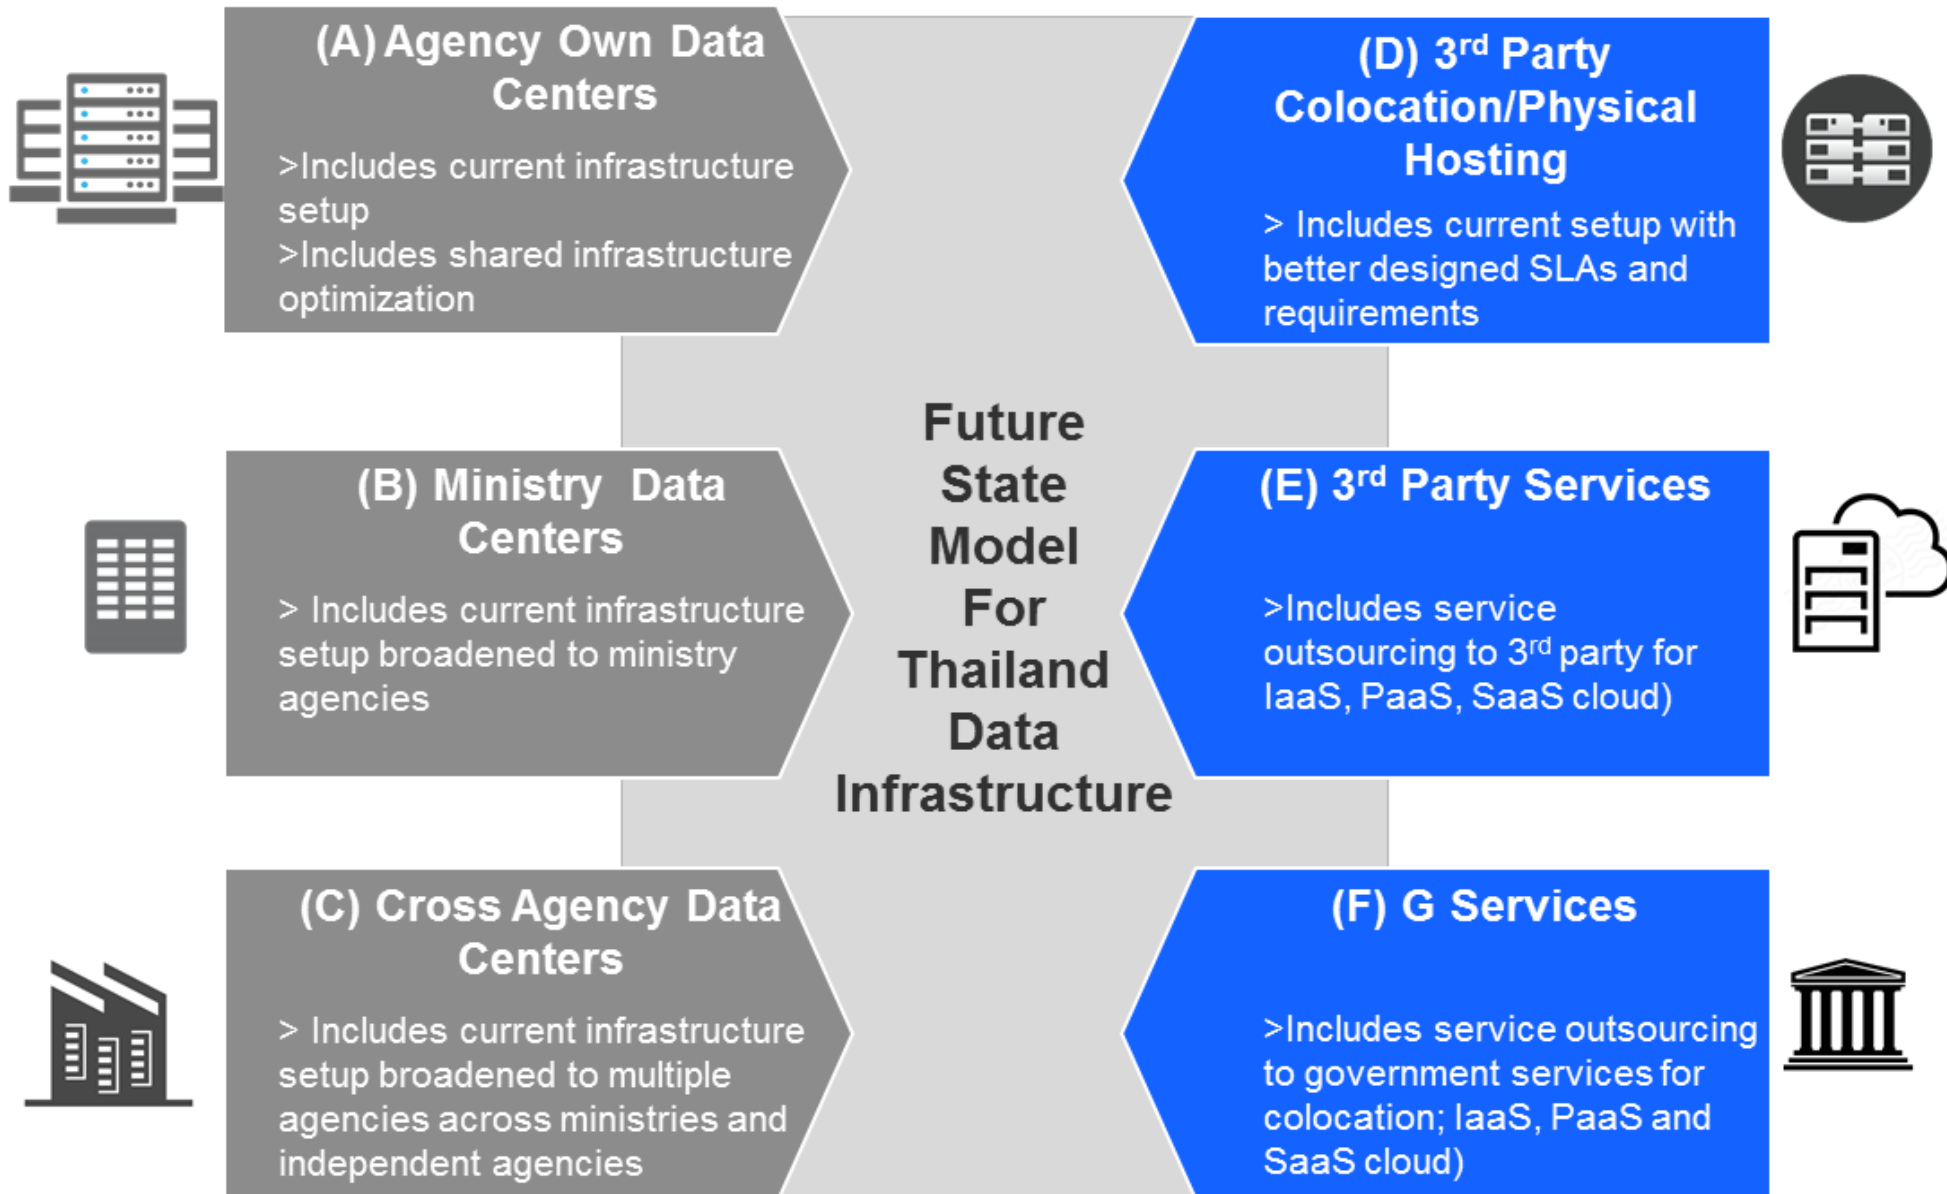 (A) Agency Own Data
Centers
>Includes current infrastructure
setup
>Includes shared infrastructure
optimization
(B) Ministry Data
Centers
> Includes current infrastructure
setup broadened to ministry
agencies
(C) Cross Agency Data
Centers
> Includes current infrastructure
setup broadened to multiple
agencies across ministries and
independent agencies
Future
State
Model
For
Thailand
Data
Infrastructure
(D) 3rd Party
Colocation/Physical
Hosting
> Includes current setup with
better designed SLAs and
requirements
(E) 3rd Party Services
>Includes service
outsourcing to 3rd party for
IaaS, PaaS, SaaS cloud)
(F) G Services
>Includes service outsourcing
to government services for
colocation; IaaS, PaaS and
SaaS cloud)